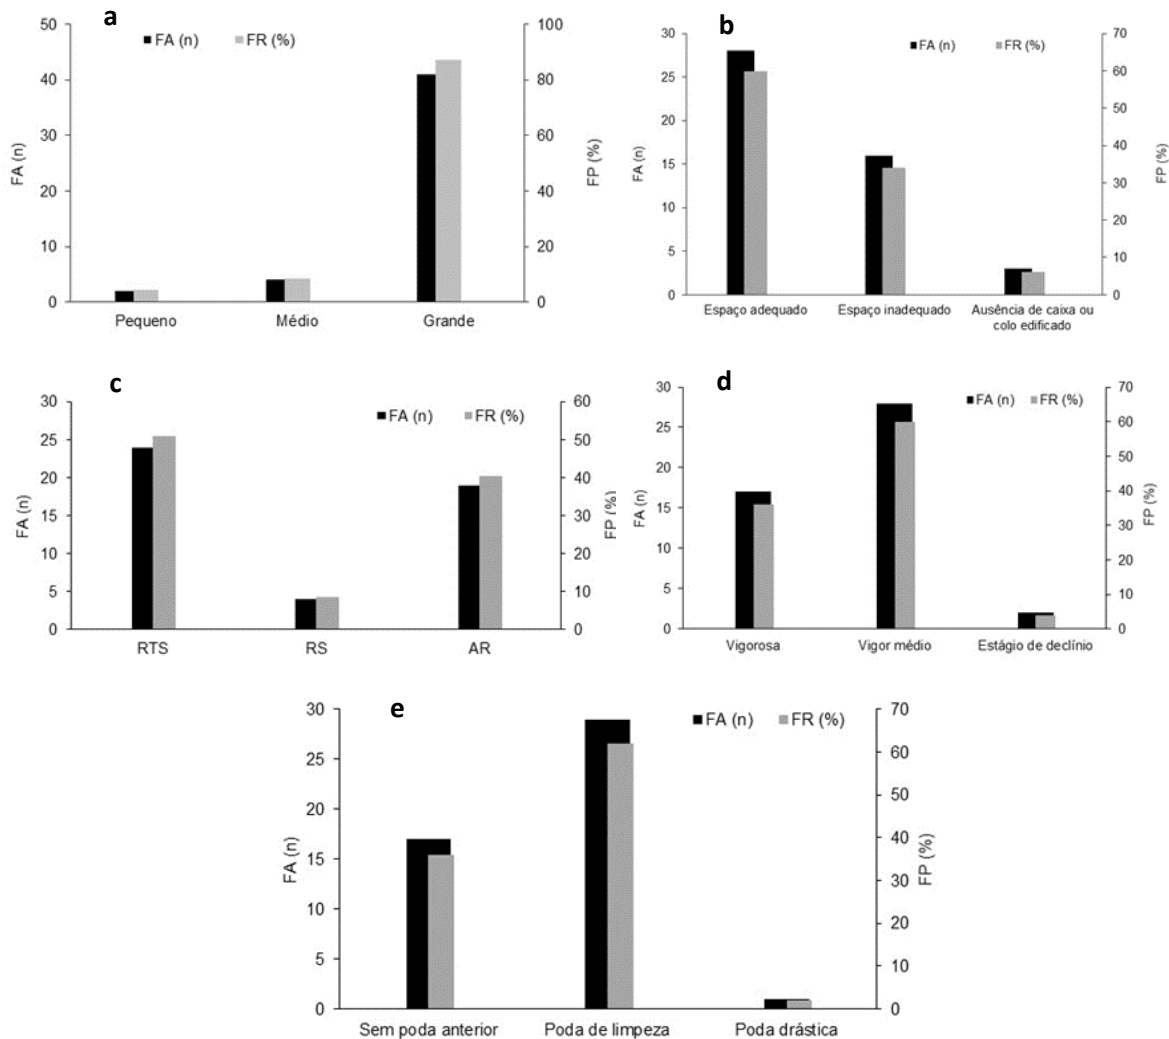 a
FA (n) FR (%)
50
40
30
20
10
0
FA (n)
100
80
60
40
20
0
FP (%)
Pequeno Médio Grande
b
FA (n) FR (%)
30
25
20
15
10
5
0
FA (n)
70
60
50
40
30
20
10
0
FP (%)
Espaço adequado Espaço inadequado Ausência de caixa ou
colo edificado
c
FA (n) FR (%)
30
25
20
15
10
5
0
FA (n)
60
50
40
30
20
10
0
FP (%)
RTS RS AR
d
FA (n) FR (%)
30
25
20
15
10
5
0
FA (n)
70
60
50
40
30
20
10
0
FP (%)
Vigorosa Vigor médio Estágio de declínio
e
FA (n) FR (%)
30
25
20
15
10
5
0
FA (n)
70
60
50
40
30
20
10
0
FP (%)
Sem poda anterior Poda de limpeza Poda drástica